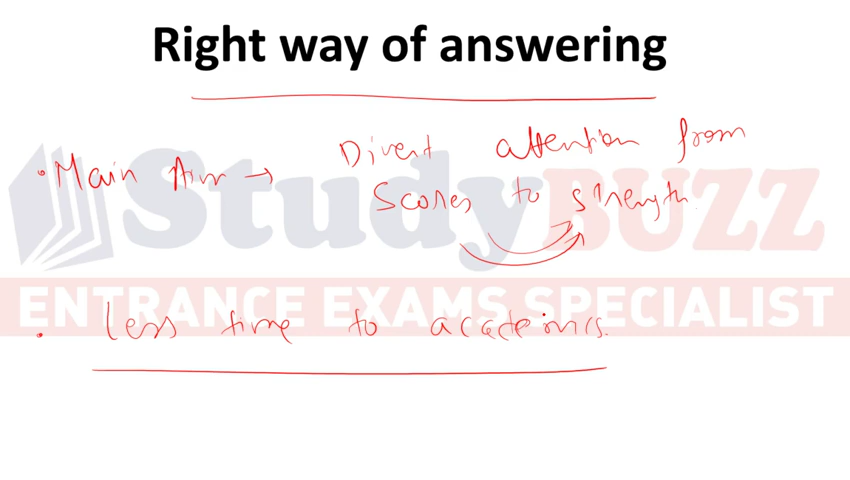 Right way of answering
• Main Aim → Divert attention from
scores to strength.
StudyBUZZ
ENTRANCE EXAMS SPECIALIST
• less time to academics.